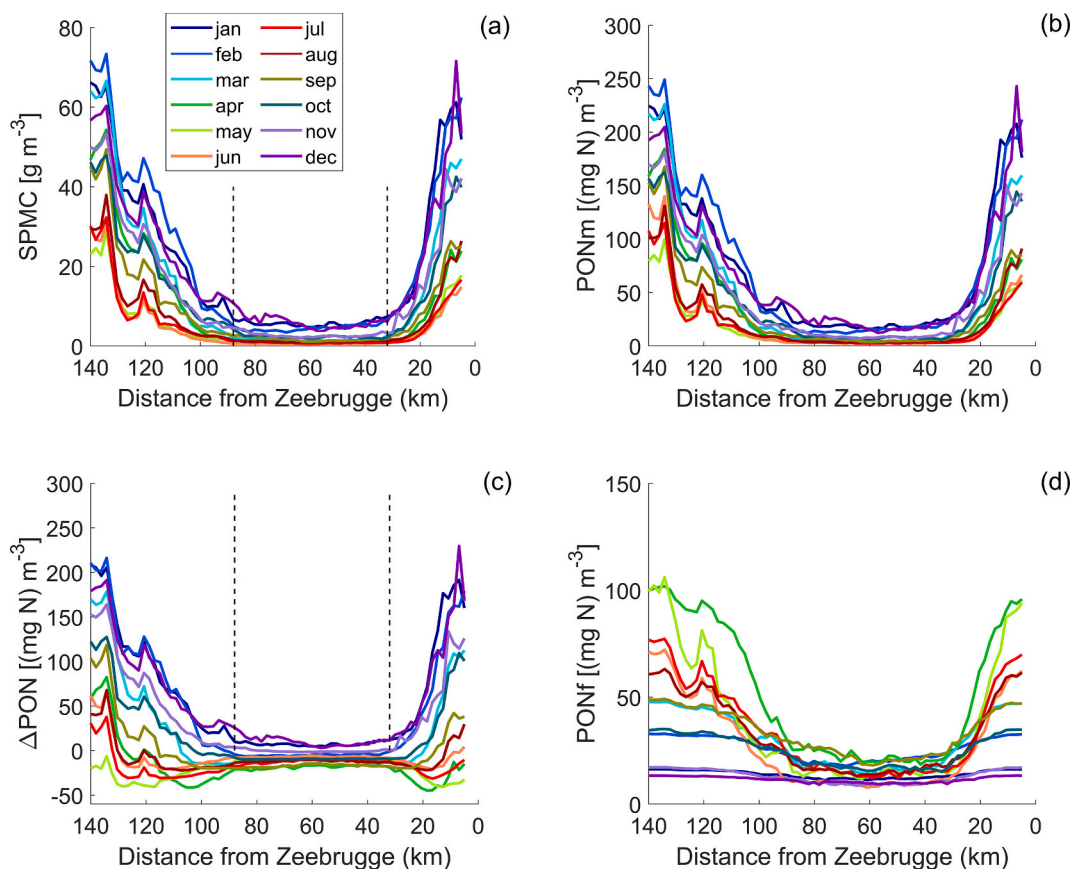 (a)
SPMC [g m⁻³]
80
60
40
20
0
140 120 100 80 60 40 20 0
Distance from Zeebrugge (km)
jan jul
feb aug
mar sep
apr oct
may nov
jun dec
(b)
PONm [(mg N) m⁻³]
300
250
200
150
100
50
0
140 120 100 80 60 40 20 0
Distance from Zeebrugge (km)
(c)
ΔPON [(mg N) m⁻³]
300
250
200
150
100
50
0
-50
140 120 100 80 60 40 20 0
Distance from Zeebrugge (km)
(d)
PONf [(mg N) m⁻³]
150
100
50
0
140 120 100 80 60 40 20 0
Distance from Zeebrugge (km)